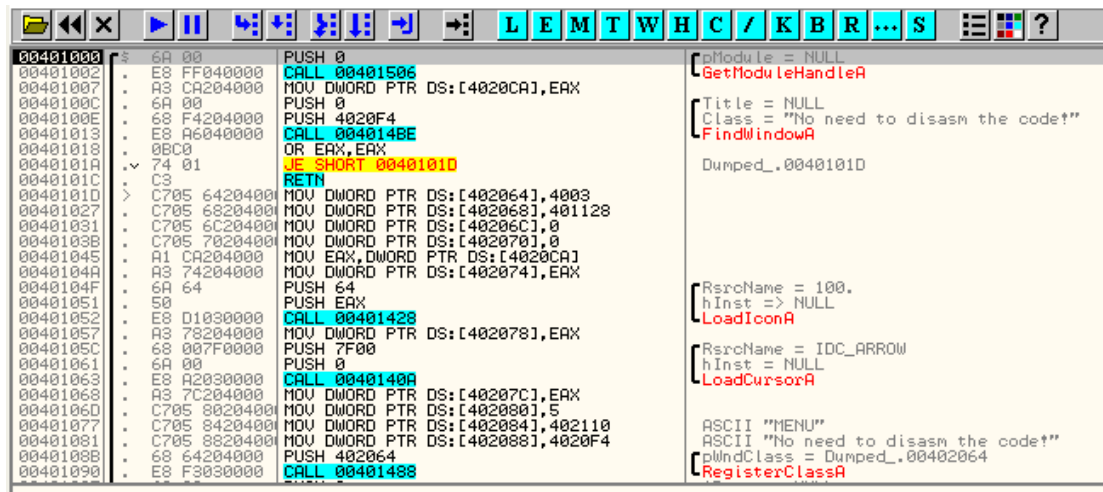 L E M T W H C / K B R ... S ?
00401000 $ 6A 00 PUSH 0 pModule = NULL
00401002 . E8 FF040000 CALL 00401506 GetModuleHandleA
00401007 . A3 CA204000 MOV DWORD PTR DS:[4020CA],EAX
0040100C . 6A 00 PUSH 0 Title = NULL
0040100E . 68 F4204000 PUSH 4020F4 Class = "No need to disasm the code!"
00401013 . E8 A6040000 CALL 004014BE FindWindowA
00401018 . 0BC0 OR EAX,EAX
0040101A .v 74 01 JE SHORT 0040101D Dumped_.0040101D
0040101C . C3 RETN
0040101D > C705 64204000 MOV DWORD PTR DS:[402064],4003
00401027 . C705 68204000 MOV DWORD PTR DS:[402068],401128
00401031 . C705 6C204000 MOV DWORD PTR DS:[40206C],0
0040103B . C705 70204000 MOV DWORD PTR DS:[402070],0
00401045 . A1 CA204000 MOV EAX,DWORD PTR DS:[4020CA]
0040104A . A3 74204000 MOV DWORD PTR DS:[402074],EAX
0040104F . 6A 64 PUSH 64 RsrcName = 100.
00401051 . 50 PUSH EAX hInst => NULL
00401052 . E8 D1030000 CALL 00401428 LoadIconA
00401057 . A3 78204000 MOV DWORD PTR DS:[402078],EAX
0040105C . 68 007F0000 PUSH 7F00 RsrcName = IDC_ARROW
00401061 . 6A 00 PUSH 0 hInst = NULL
00401063 . E8 A2030000 CALL 0040140A LoadCursorA
00401068 . A3 7C204000 MOV DWORD PTR DS:[40207C],EAX
0040106D . C705 80204000 MOV DWORD PTR DS:[402080],5
00401077 . C705 84204000 MOV DWORD PTR DS:[402084],402110 ASCII "MENU"
00401081 . C705 88204000 MOV DWORD PTR DS:[402088],4020F4 ASCII "No need to disasm the code!"
0040108B . 68 64204000 PUSH 402064 pWndClass = Dumped_.00402064
00401090 . E8 F3030000 CALL 00401488 RegisterClassA